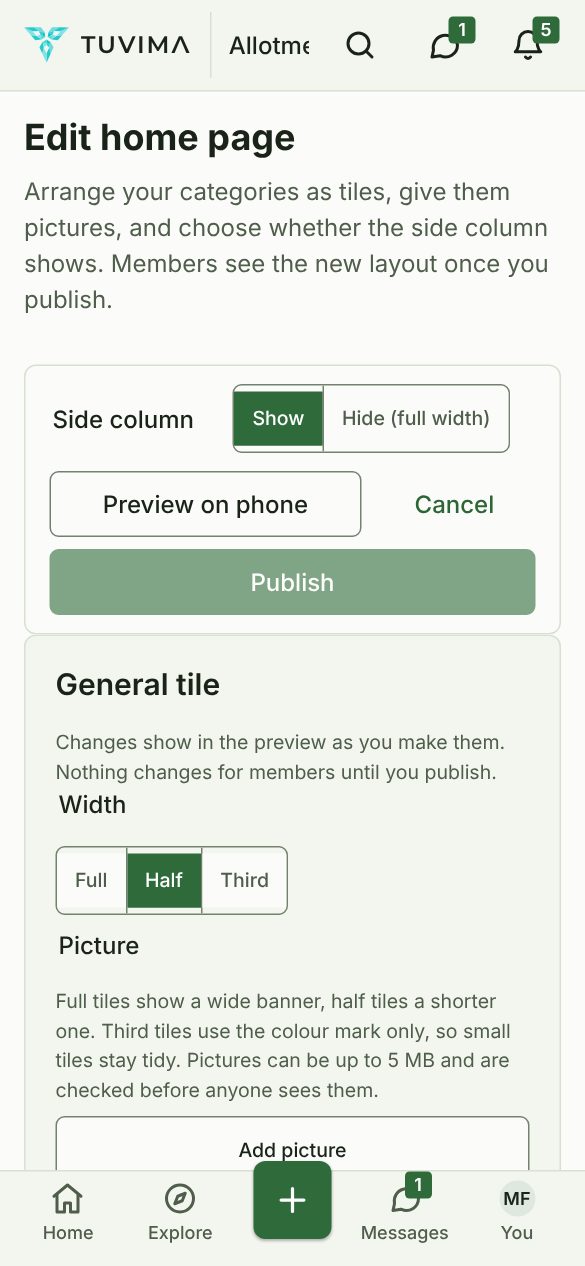 TUVIMA
Allotme
1
5
Edit home page
Arrange your categories as tiles, give them
pictures, and choose whether the side column
shows. Members see the new layout once you
publish.
Side column
Show
Hide (full width)
Preview on phone
Cancel
Publish
General tile
Changes show in the preview as you make them.
Nothing changes for members until you publish.
Width
Full
Half
Third
Picture
Full tiles show a wide banner, half tiles a shorter
one. Third tiles use the colour mark only, so small
tiles stay tidy. Pictures can be up to 5 MB and are
checked before anyone sees them.
Add picture
Home
Explore
1
Messages
MF
You